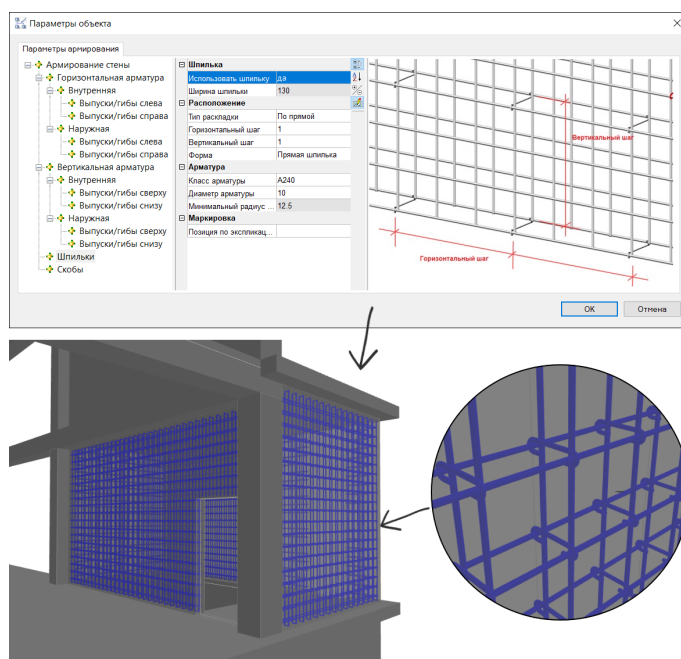 Параметры объекта
Параметры армирования
Армирование стены
Горизонтальная арматура
Внутренняя
Выпуски/гибы слева
Выпуски/гибы справа
Наружная
Выпуски/гибы слева
Выпуски/гибы справа
Вертикальная арматура
Внутренняя
Выпуски/гибы сверху
Выпуски/гибы снизу
Наружная
Выпуски/гибы сверху
Выпуски/гибы снизу
Шпильки
Скобы
Шпилька
Использовать шпильку да
Ширина шпильки 130
Расположение
Тип раскладки По прямой
Горизонтальный шаг 1
Вертикальный шаг 1
Форма Прямая шпилька
Арматура
Класс арматуры A240
Диаметр арматуры 10
Минимальный радиус ... 12.5
Маркировка
Позиция по экспликац...
Вертикальный шаг
Горизонтальный шаг
OK Отмена